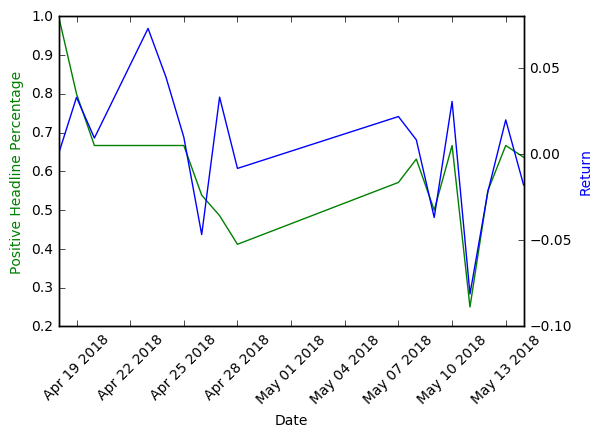 1.0
0.9
0.8
0.7
0.6
0.5
0.4
0.3
0.2
Positive Headline Percentage
0.05
0.00
−0.05
−0.10
Return
Apr 19 2018
Apr 22 2018
Apr 25 2018
Apr 28 2018
May 01 2018
May 04 2018
May 07 2018
May 10 2018
May 13 2018
Date